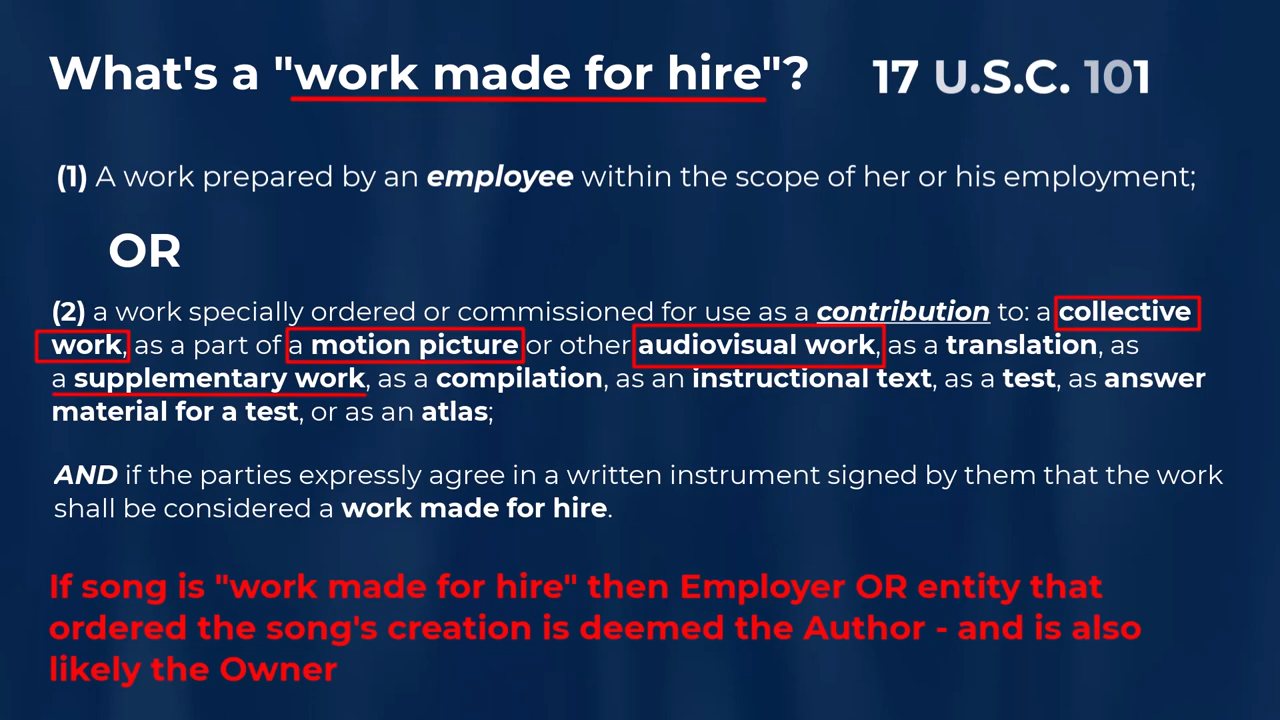 What's a "work made for hire"? 17 U.S.C. 101
(1) A work prepared by an employee within the scope of her or his employment;
OR
(2) a work specially ordered or commissioned for use as a contribution to: a collective
work, as a part of a motion picture or other audiovisual work, as a translation, as
a supplementary work, as a compilation, as an instructional text, as a test, as answer
material for a test, or as an atlas;
AND if the parties expressly agree in a written instrument signed by them that the work
shall be considered a work made for hire.
If song is "work made for hire" then Employer OR entity that
ordered the song's creation is deemed the Author - and is also
likely the Owner